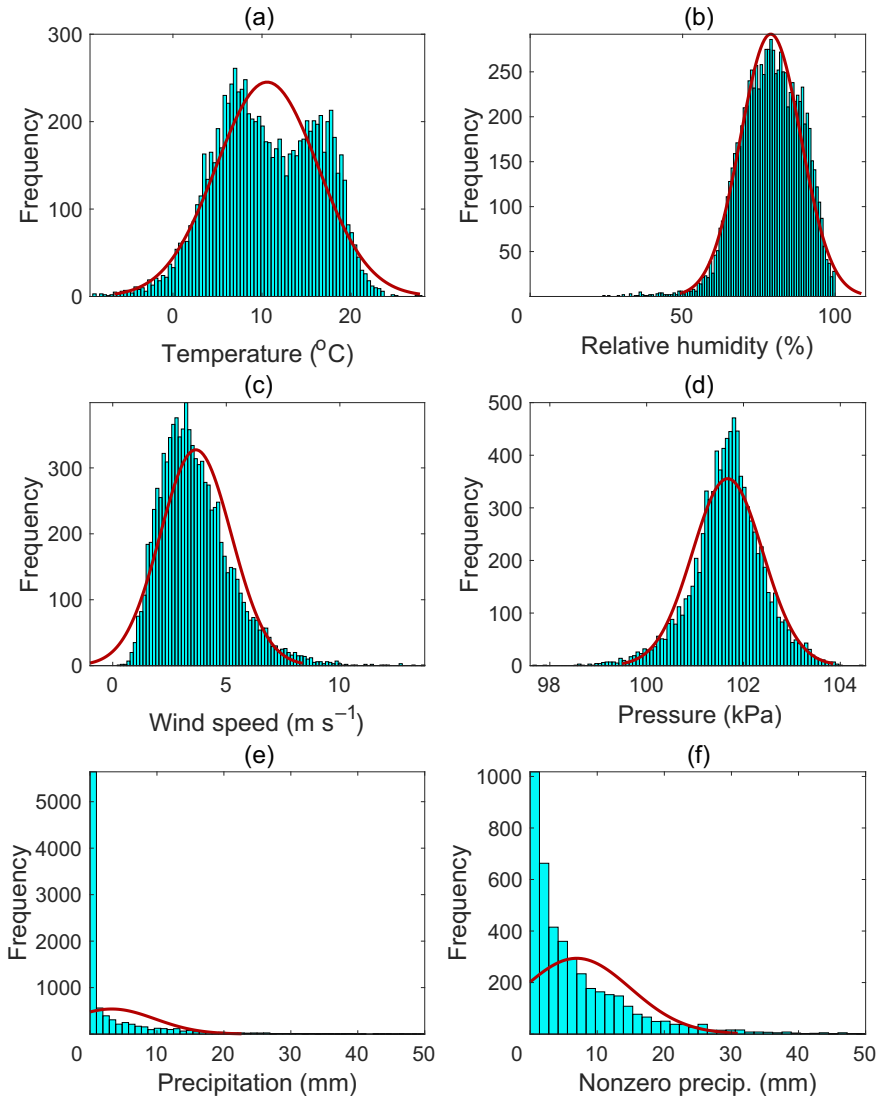 (a)
300
200
100
0
Frequency
0 10 20
Temperature (°C)
(b)
250
200
150
100
50
0 50 100
Frequency
Relative humidity (%)
(c)
300
200
100
0
Frequency
0 5 10
Wind speed (m s⁻¹)
(d)
500
400
300
200
100
0
Frequency
98 100 102 104
Pressure (kPa)
(e)
5000
4000
3000
2000
1000
Frequency
0 10 20 30 40 50
Precipitation (mm)
(f)
1000
800
600
400
200
Frequency
0 10 20 30 40 50
Nonzero precip. (mm)